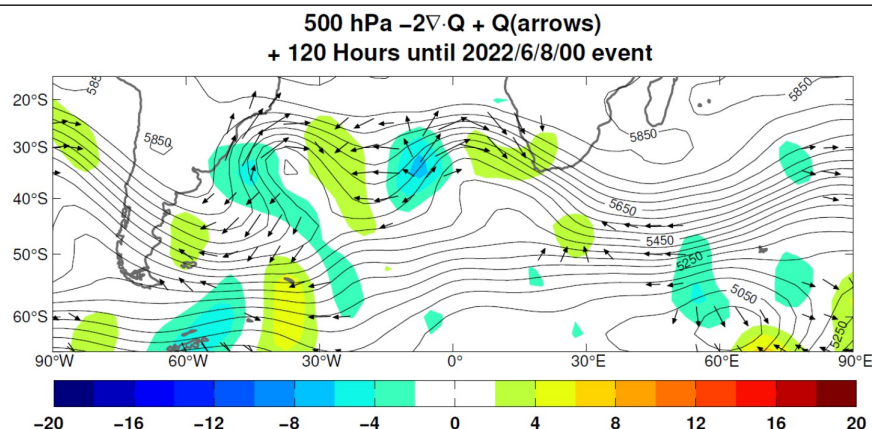 500 hPa −2∇·Q + Q(arrows)
+ 120 Hours until 2022/6/8/00 event
20°S
30°S
40°S
50°S
60°S
5850
5850
5850
5650
5450
5250
5050
5250
90°W 60°W 30°W 0° 30°E 60°E 90°E
−20 −16 −12 −8 −4 0 4 8 12 16 20